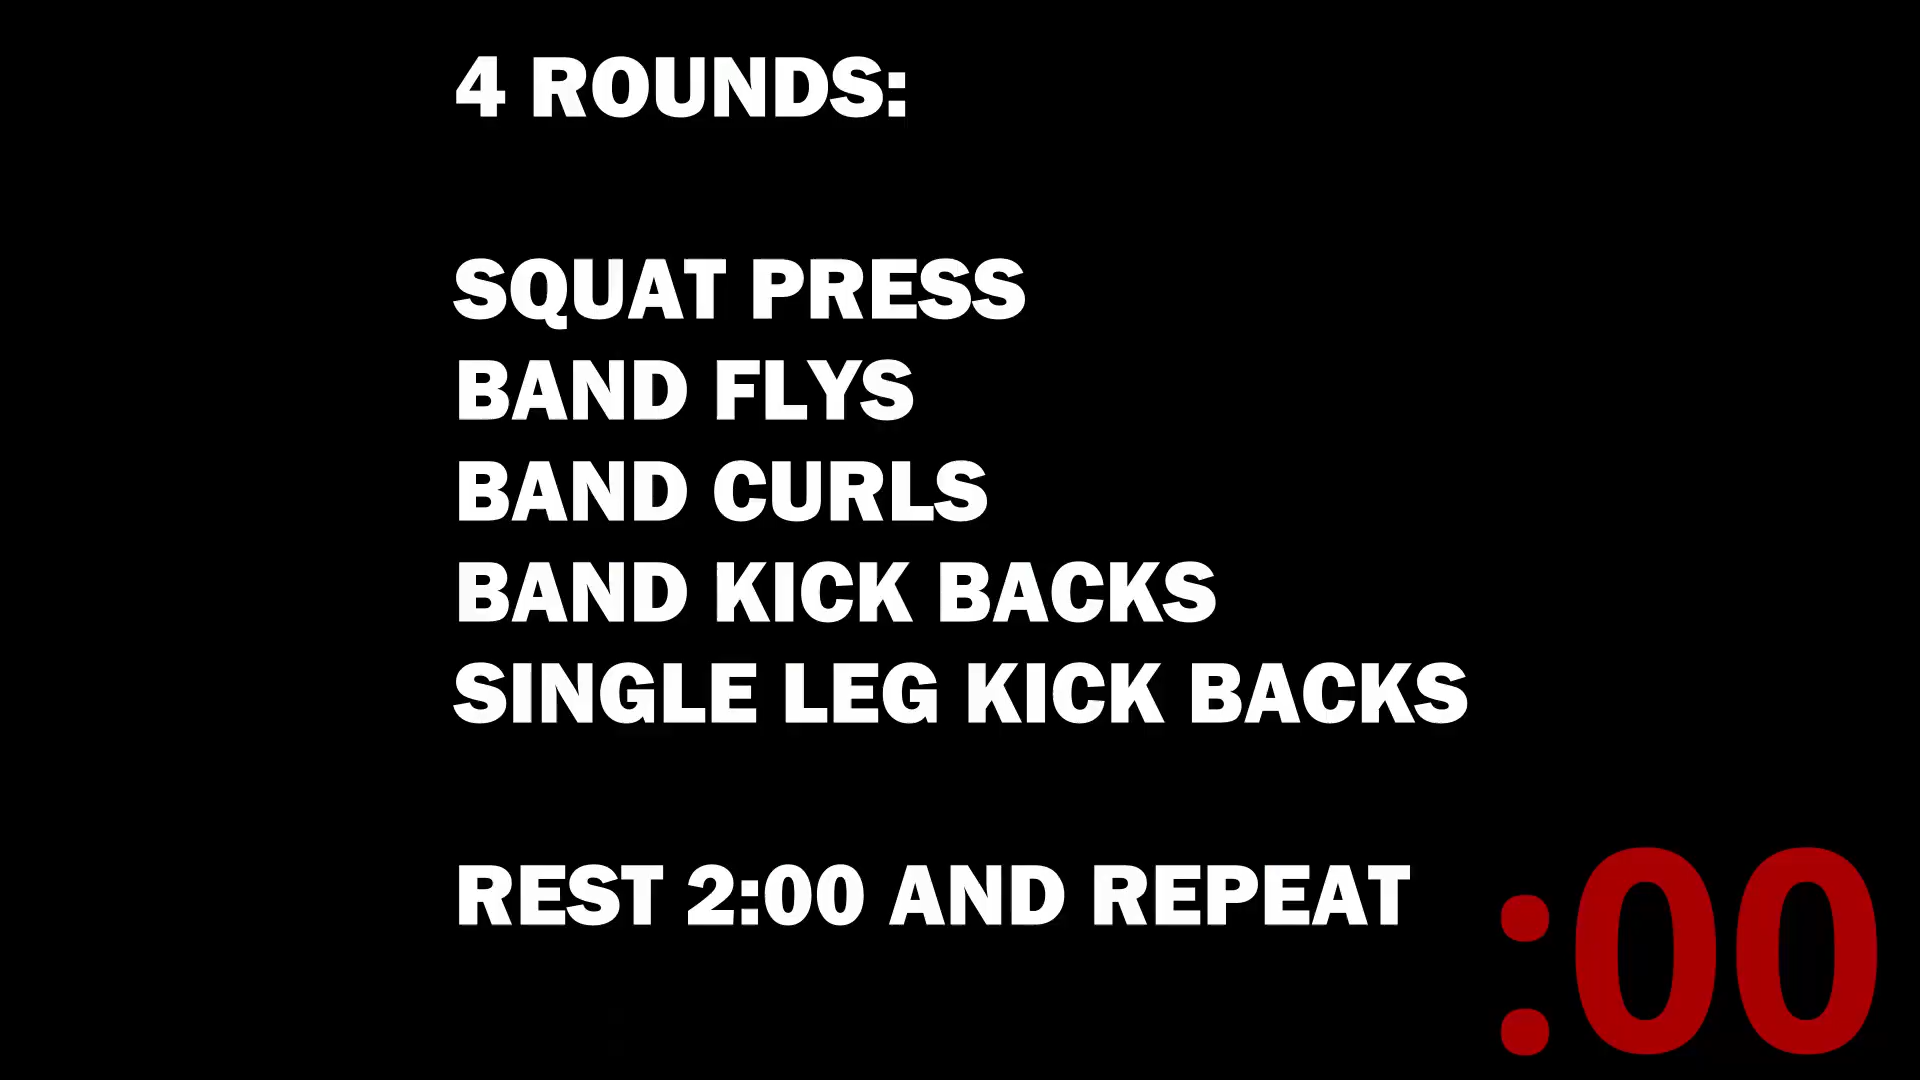 4 ROUNDS:
SQUAT PRESS
BAND FLYS
BAND CURLS
BAND KICK BACKS
SINGLE LEG KICK BACKS
REST 2:00 AND REPEAT
:00